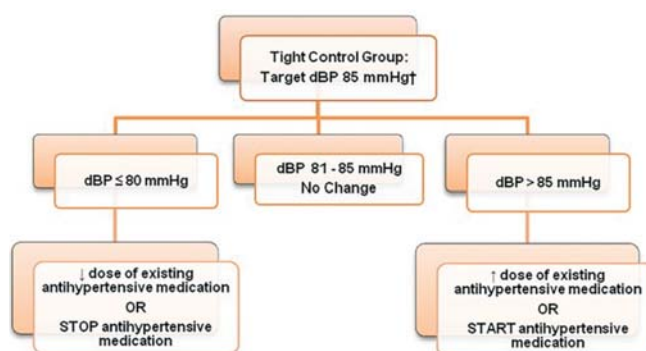 Tight Control Group:
Target dBP 85 mmHg†
dBP ≤ 80 mmHg
dBP 81 - 85 mmHg
No Change
dBP > 85 mmHg
↓ dose of existing
antihypertensive medication
OR
STOP antihypertensive
medication
↑ dose of existing
antihypertensive medication
OR
START antihypertensive
medication